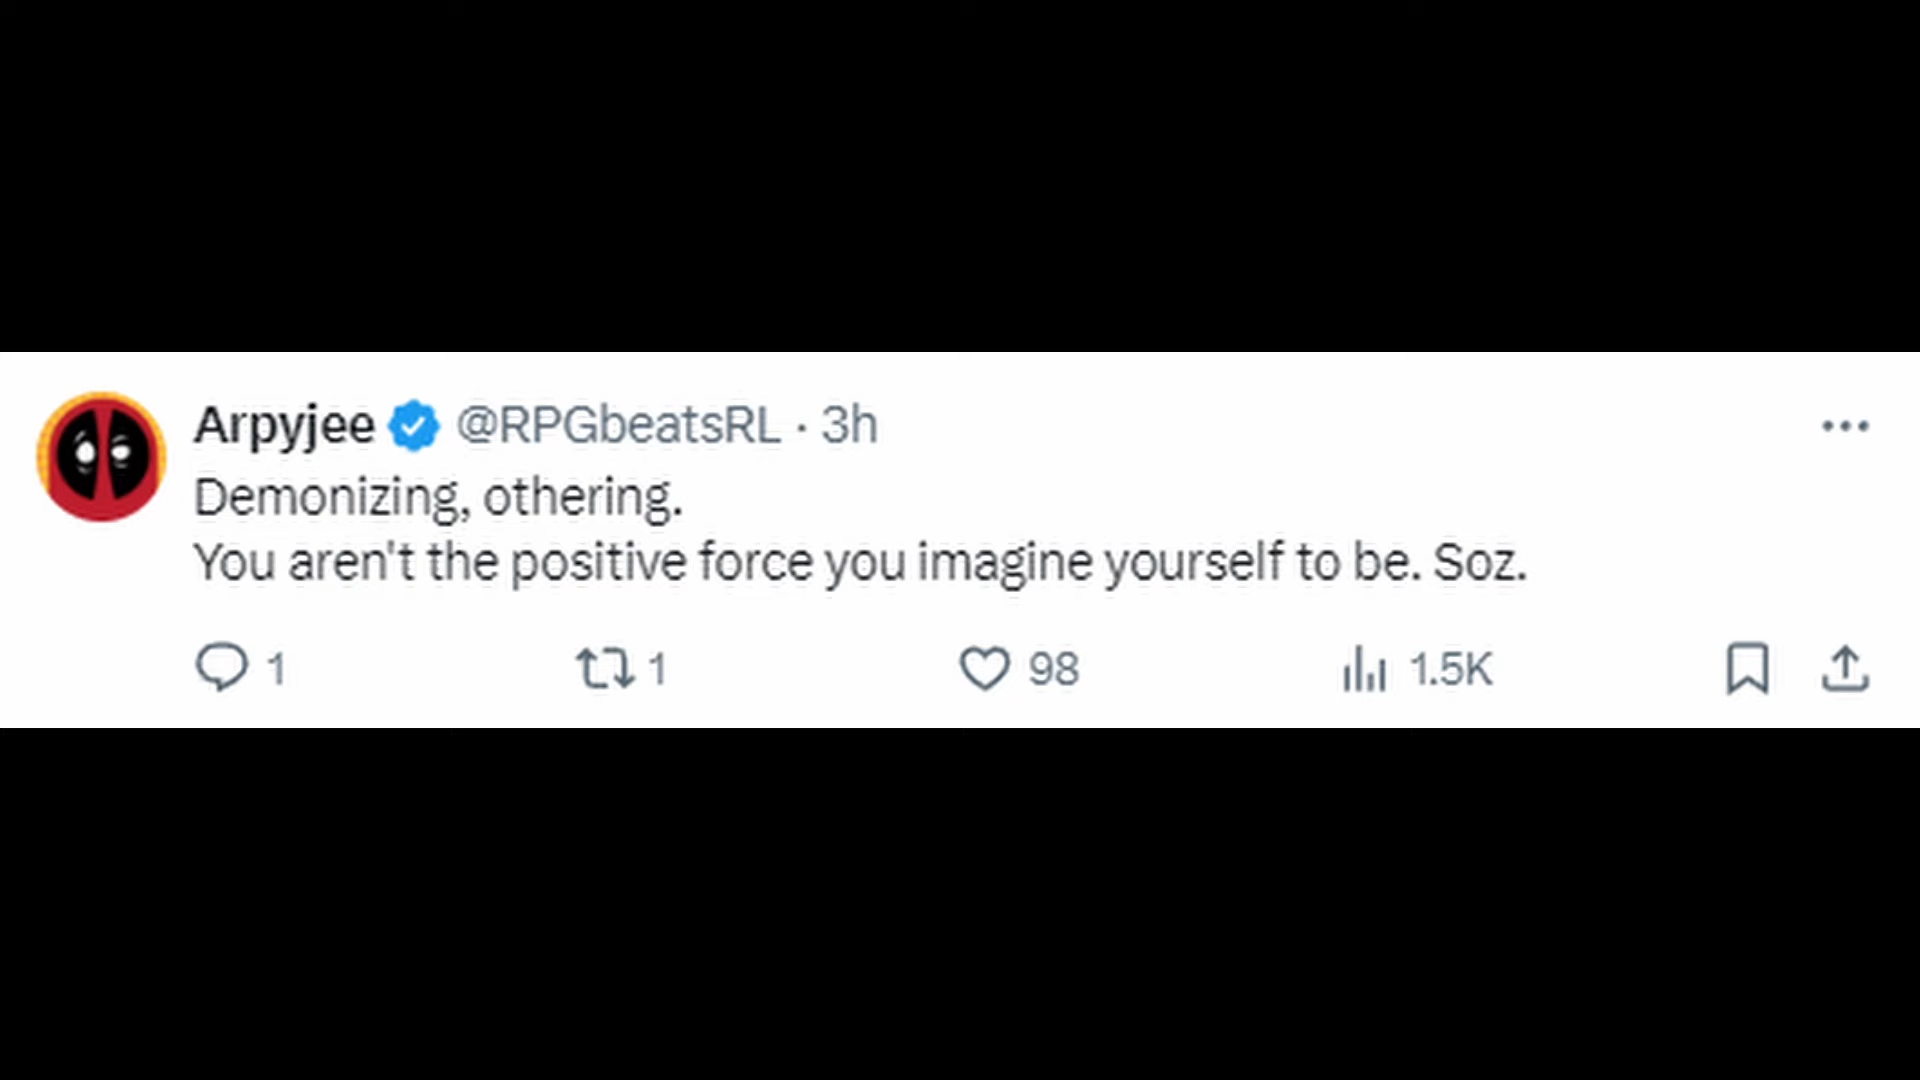 Arpyjee @RPGbeatsRL · 3h
Demonizing, othering.
You aren't the positive force you imagine yourself to be. Soz.
1 1 98 1.5K